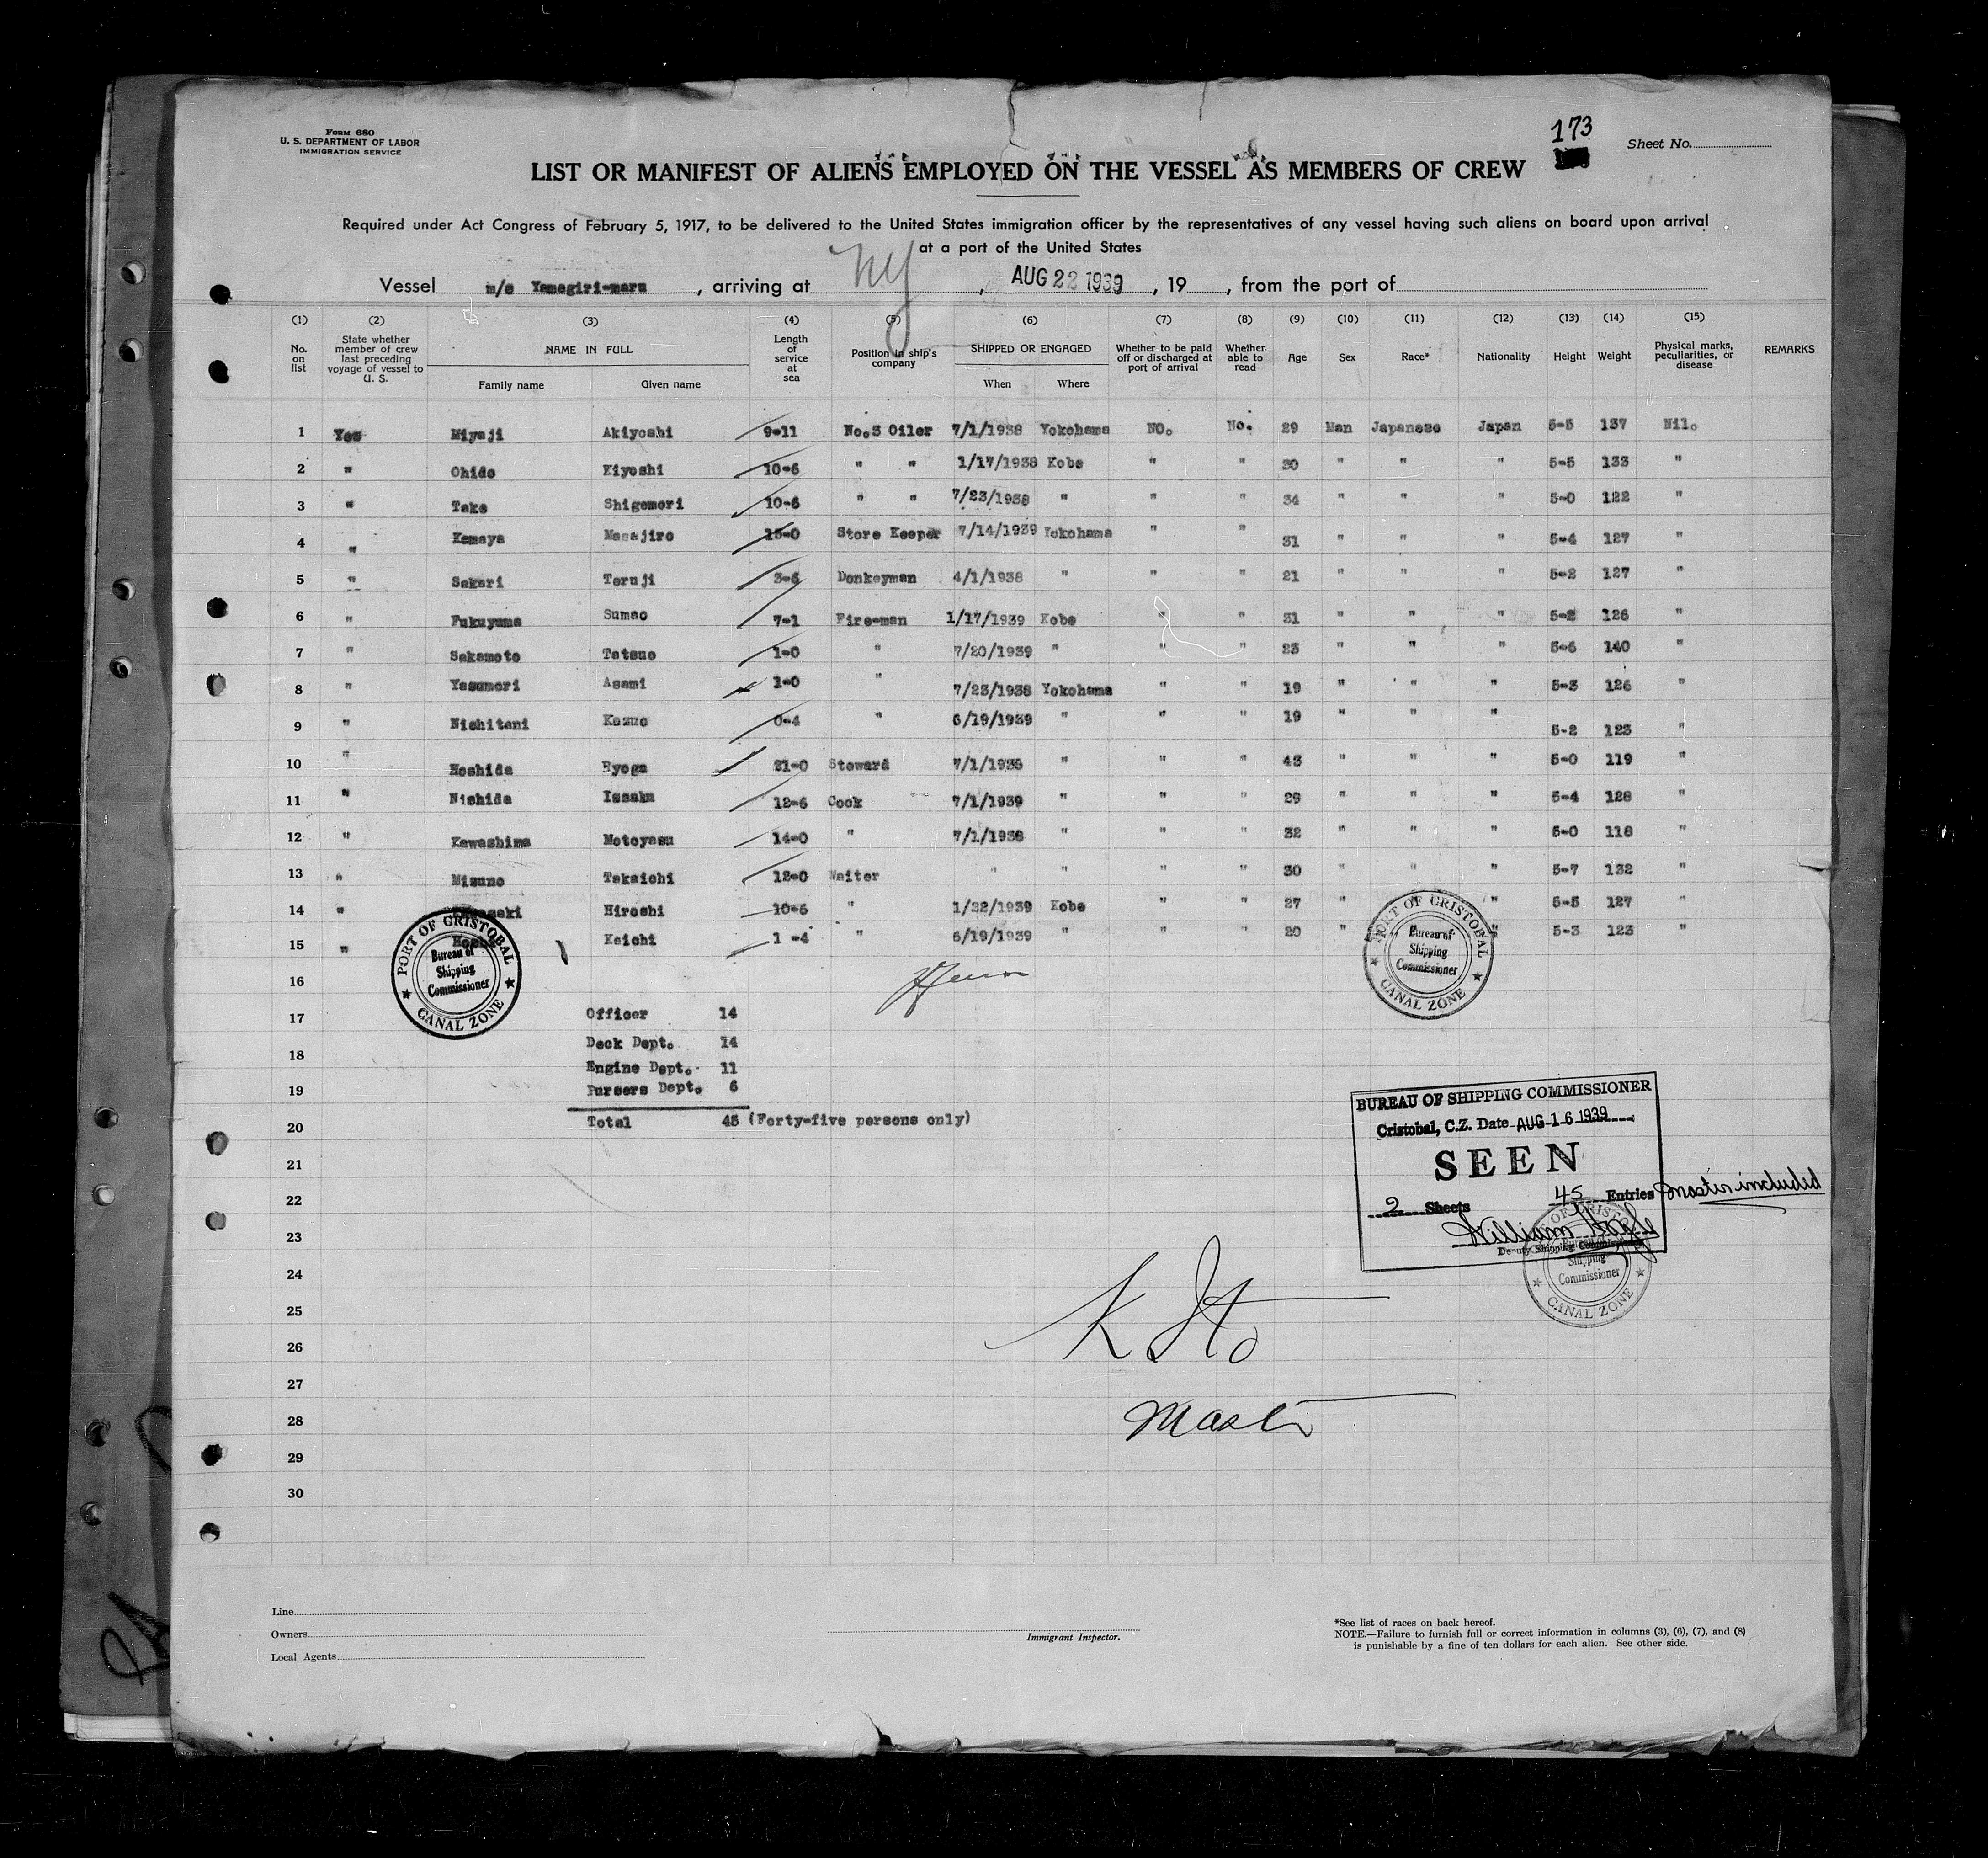 Form 680
U. S. DEPARTMENT OF LABOR
IMMIGRATION SERVICE
173
Sheet No.
LIST OR MANIFEST OF ALIENS EMPLOYED ON THE VESSEL AS MEMBERS OF CREW
Required under Act Congress of February 5, 1917, to be delivered to the United States immigration officer by the representatives of any vessel having such aliens on board upon arrival
at a port of the United States
Vessel m/s Yamagiri-maru, arriving at NY, AUG 22 1939, 19 , from the port of
(1) (2) (3) (4) (5) (6) (7) (8) (9) (10) (11) (12) (13) (14) (15)
No. on list State whether member of crew last preceding voyage of vessel to U. S. NAME IN FULL Family name Given name Length of service at sea Position in ship's company SHIPPED OR ENGAGED When Where Whether to be paid off or discharged at port of arrival Whether able to read Age Sex Race* Nationality Height Weight Physical marks, peculiarities, or disease REMARKS
1 Yes Miyaji Akiyoshi 9-11 No.3 Oiler 7/1/1938 Yokohama NO. No. 29 Man Japanese Japan 5-5 137 Nil.
2 " Ohido Kiyoshi 10-6 " " 1/17/1938 Kobe " " 30 " " " 5-5 133 "
3 " Take Shigemori 10-6 " " 7/23/1938 " " " 34 " " " 5-0 122 "
4 " Kamaya Masajiro 15-0 Store Keeper 7/14/1939 Yokohama " " 31 " " " 5-4 127 "
5 " Sakari Teruji 3-6 Donkeyman 4/1/1938 " " " 21 " " " 5-2 127 "
6 " Fukuyama Sumao 7-1 Fire-man 1/17/1939 Kobe " " 31 " " " 5-2 126 "
7 " Sakamoto Tatsuo 1-0 " 7/20/1939 " " " 23 " " " 5-6 140 "
8 " Yasumori Asami 1-0 " 7/23/1938 Yokohama " " 19 " " " 5-3 126 "
9 " Nishitani Kazuo 0-4 " 6/19/1939 " " " 19 " " " 5-2 123 "
10 " Hoshida Ryoga 21-0 Steward 7/1/1938 " " " 43 " " " 5-0 119 "
11 " Nishida Issaku 12-6 Cook 7/1/1939 " " " 29 " " " 5-4 128 "
12 " Kawashima Motoyasu 14-0 " 7/1/1938 " " " 32 " " " 5-0 118 "
13 " Mizuno Takaichi 12-0 Waiter " " " " 30 " " " 5-7 132 "
14 " Hiroshi 10-6 " 1/22/1939 Kobe " " 27 " " " 5-5 127 "
15 " Keichi 1-4 " 6/19/1939 " " " 20 " " 5-3 123 "
16
17
18
19
20
21
22
23
24
25
26
27
28
29
30
Officer 14
Deck Dept. 14
Engine Dept. 11
Pursers Dept. 6
Total 45 (Forty-five persons only)
PORT OF CRISTOBAL
Bureau of
Shipping
Commissioner
CANAL ZONE
PORT OF CRISTOBAL
Bureau of
Shipping
Commissioner
CANAL ZONE
BUREAU OF SHIPPING COMMISSIONER
Cristobal, C.Z. Date AUG 16 1939
SEEN
2 Sheets 45 Entries master included
William
Deputy Shipping Commissioner
Shipping
Commissioner
CANAL ZONE
K Ito
Master
Line
Owners
Local Agents
Immigrant Inspector.
*See list of races on back hereof.
NOTE.—Failure to furnish full or correct information in columns (3), (6), (7), and (8)
is punishable by a fine of ten dollars for each alien. See other side.